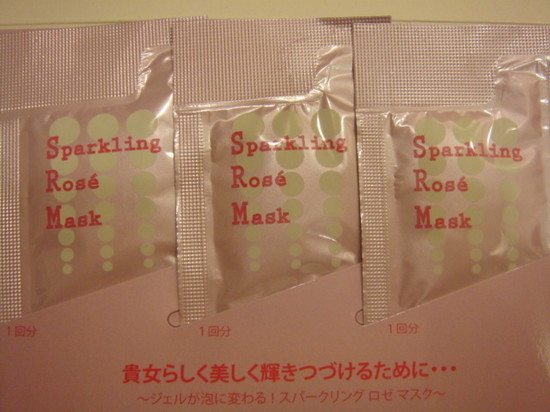 Sparkling
Rosé
Mask
Sparkling
Rosé
Mask
Sparkling
Rosé
Mask
1回分
1回分
1回分
貴女らしく美しく輝きつづけるために・・・
～ジェルが泡に変わる！スパークリング ロゼ マスク～